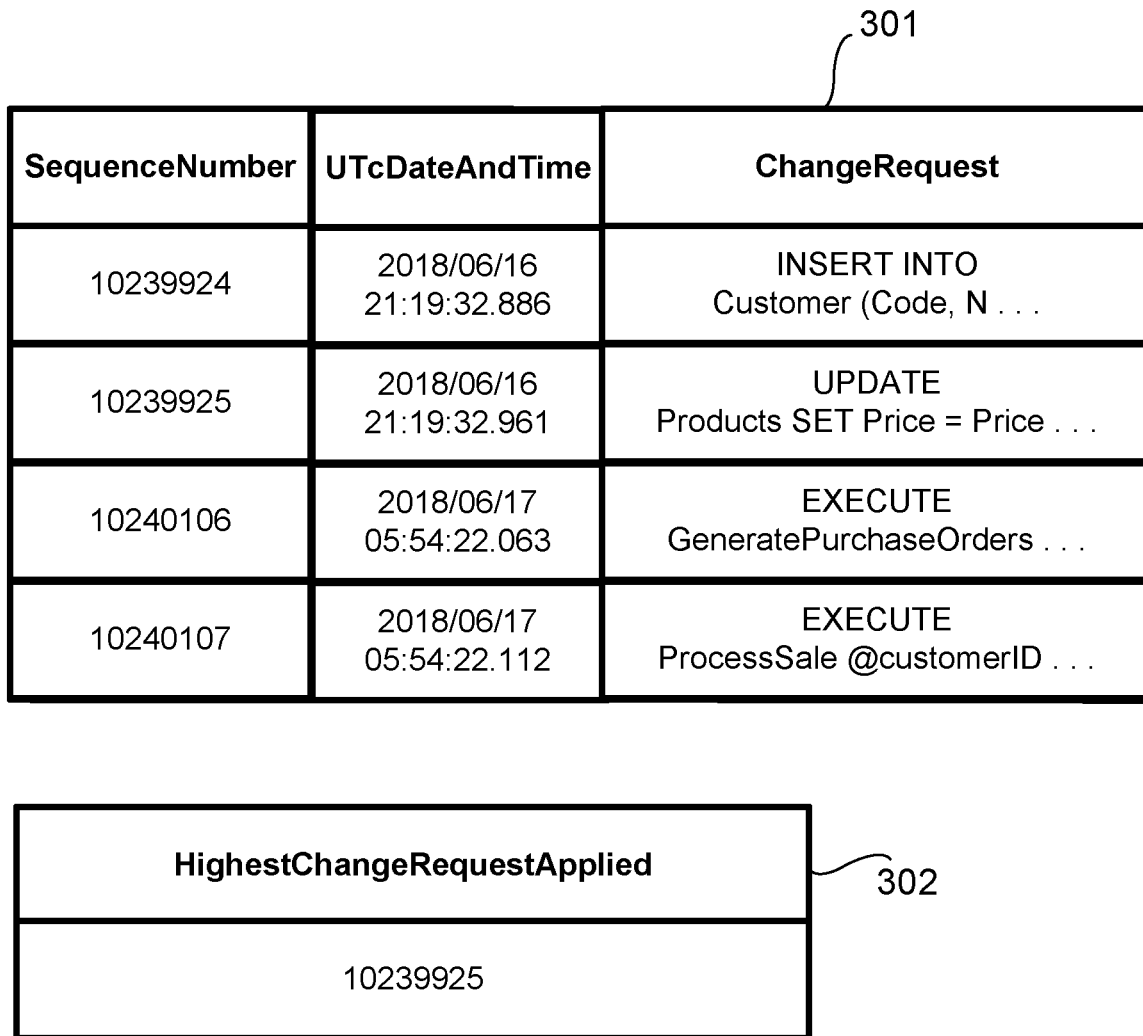 301
SequenceNumber UTcDateAndTime ChangeRequest
10239924
2018/06/16
21:19:32.886
INSERT INTO
Customer (Code, N . . .
10239925
2018/06/16
21:19:32.961
UPDATE
Products SET Price = Price . . .
10240106
2018/06/17
05:54:22.063
EXECUTE
GeneratePurchaseOrders . . .
10240107
2018/06/17
05:54:22.112
EXECUTE
ProcessSale @customerID . . .
HighestChangeRequestApplied
302
10239925